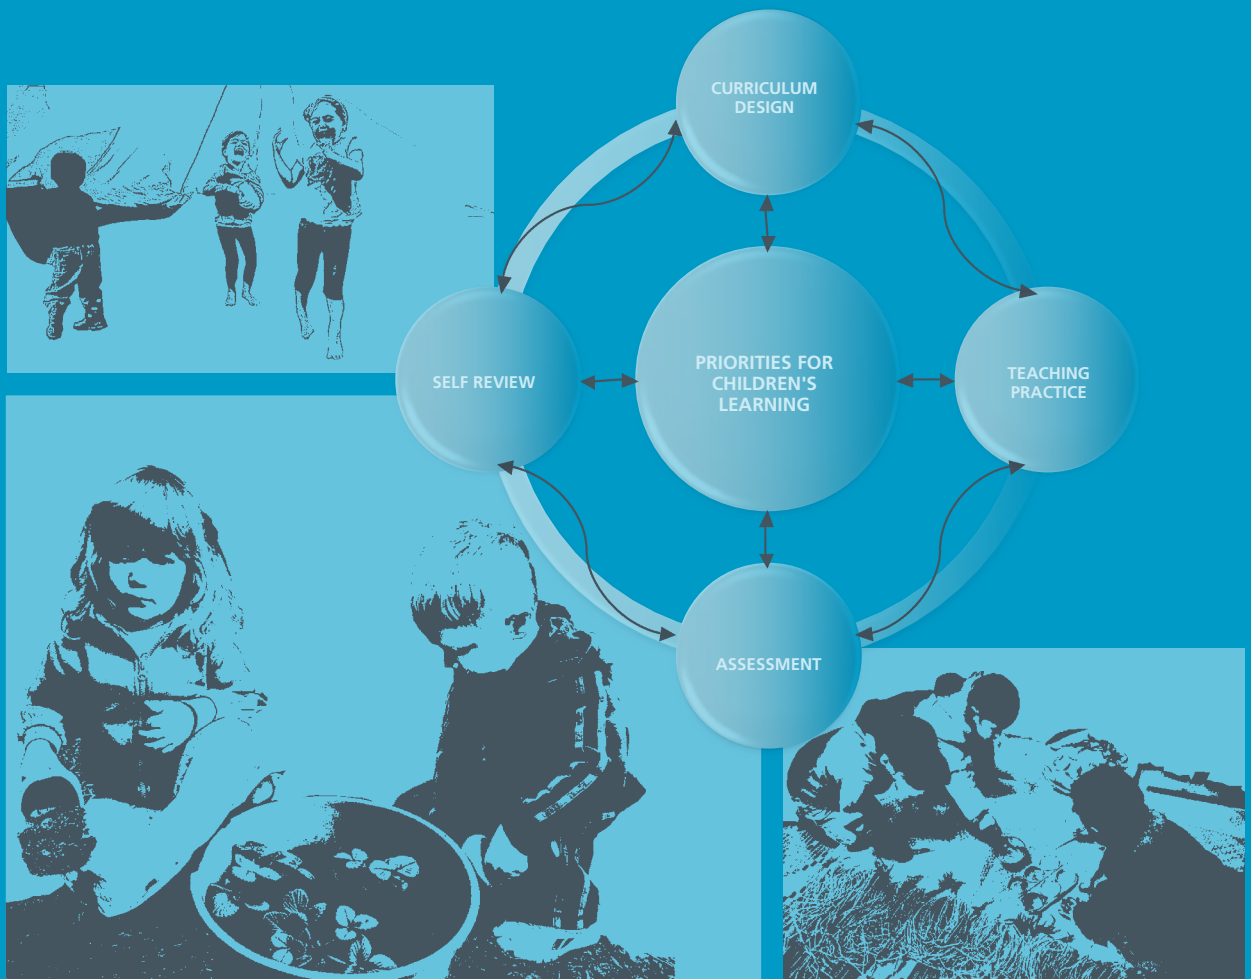 CURRICULUM
DESIGN
SELF REVIEW
PRIORITIES FOR
CHILDREN'S
LEARNING
TEACHING
PRACTICE
ASSESSMENT